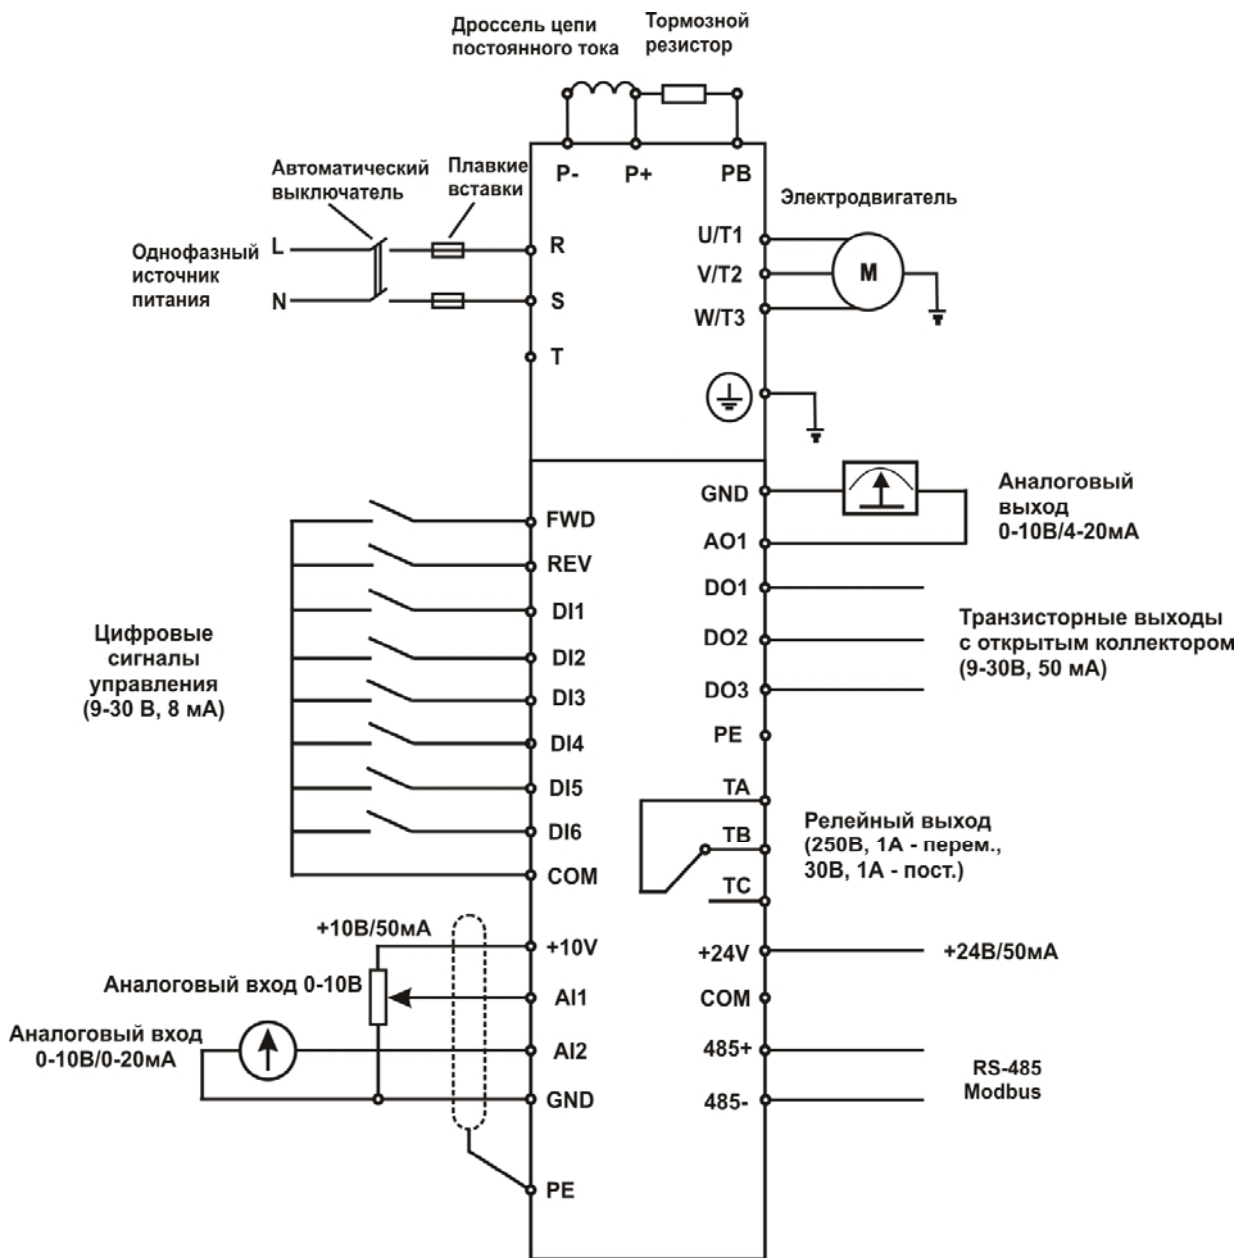 Дроссель цепи
постоянного тока
Тормозной
резистор
P-
P+
PB
Автоматический
выключатель
Плавкие
вставки
Электродвигатель
Однофазный
источник
питания
L
N
R
S
T
U/T1
V/T2
W/T3
M
GND
AO1
Аналоговый
выход
0-10В/4-20мА
FWD
REV
DI1
DI2
DI3
DI4
DI5
DI6
COM
Цифровые
сигналы
управления
(9-30 В, 8 мА)
DO1
DO2
DO3
PE
Транзисторные выходы
с открытым коллектором
(9-30В, 50 мА)
TA
TB
TC
Релейный выход
(250В, 1А - перем.,
30В, 1А - пост.)
+10В/50мА
+10V
Аналоговый вход 0-10В
AI1
Аналоговый вход
0-10В/0-20мА
AI2
GND
PE
+24V
+24В/50мА
COM
485+
485-
RS-485
Modbus